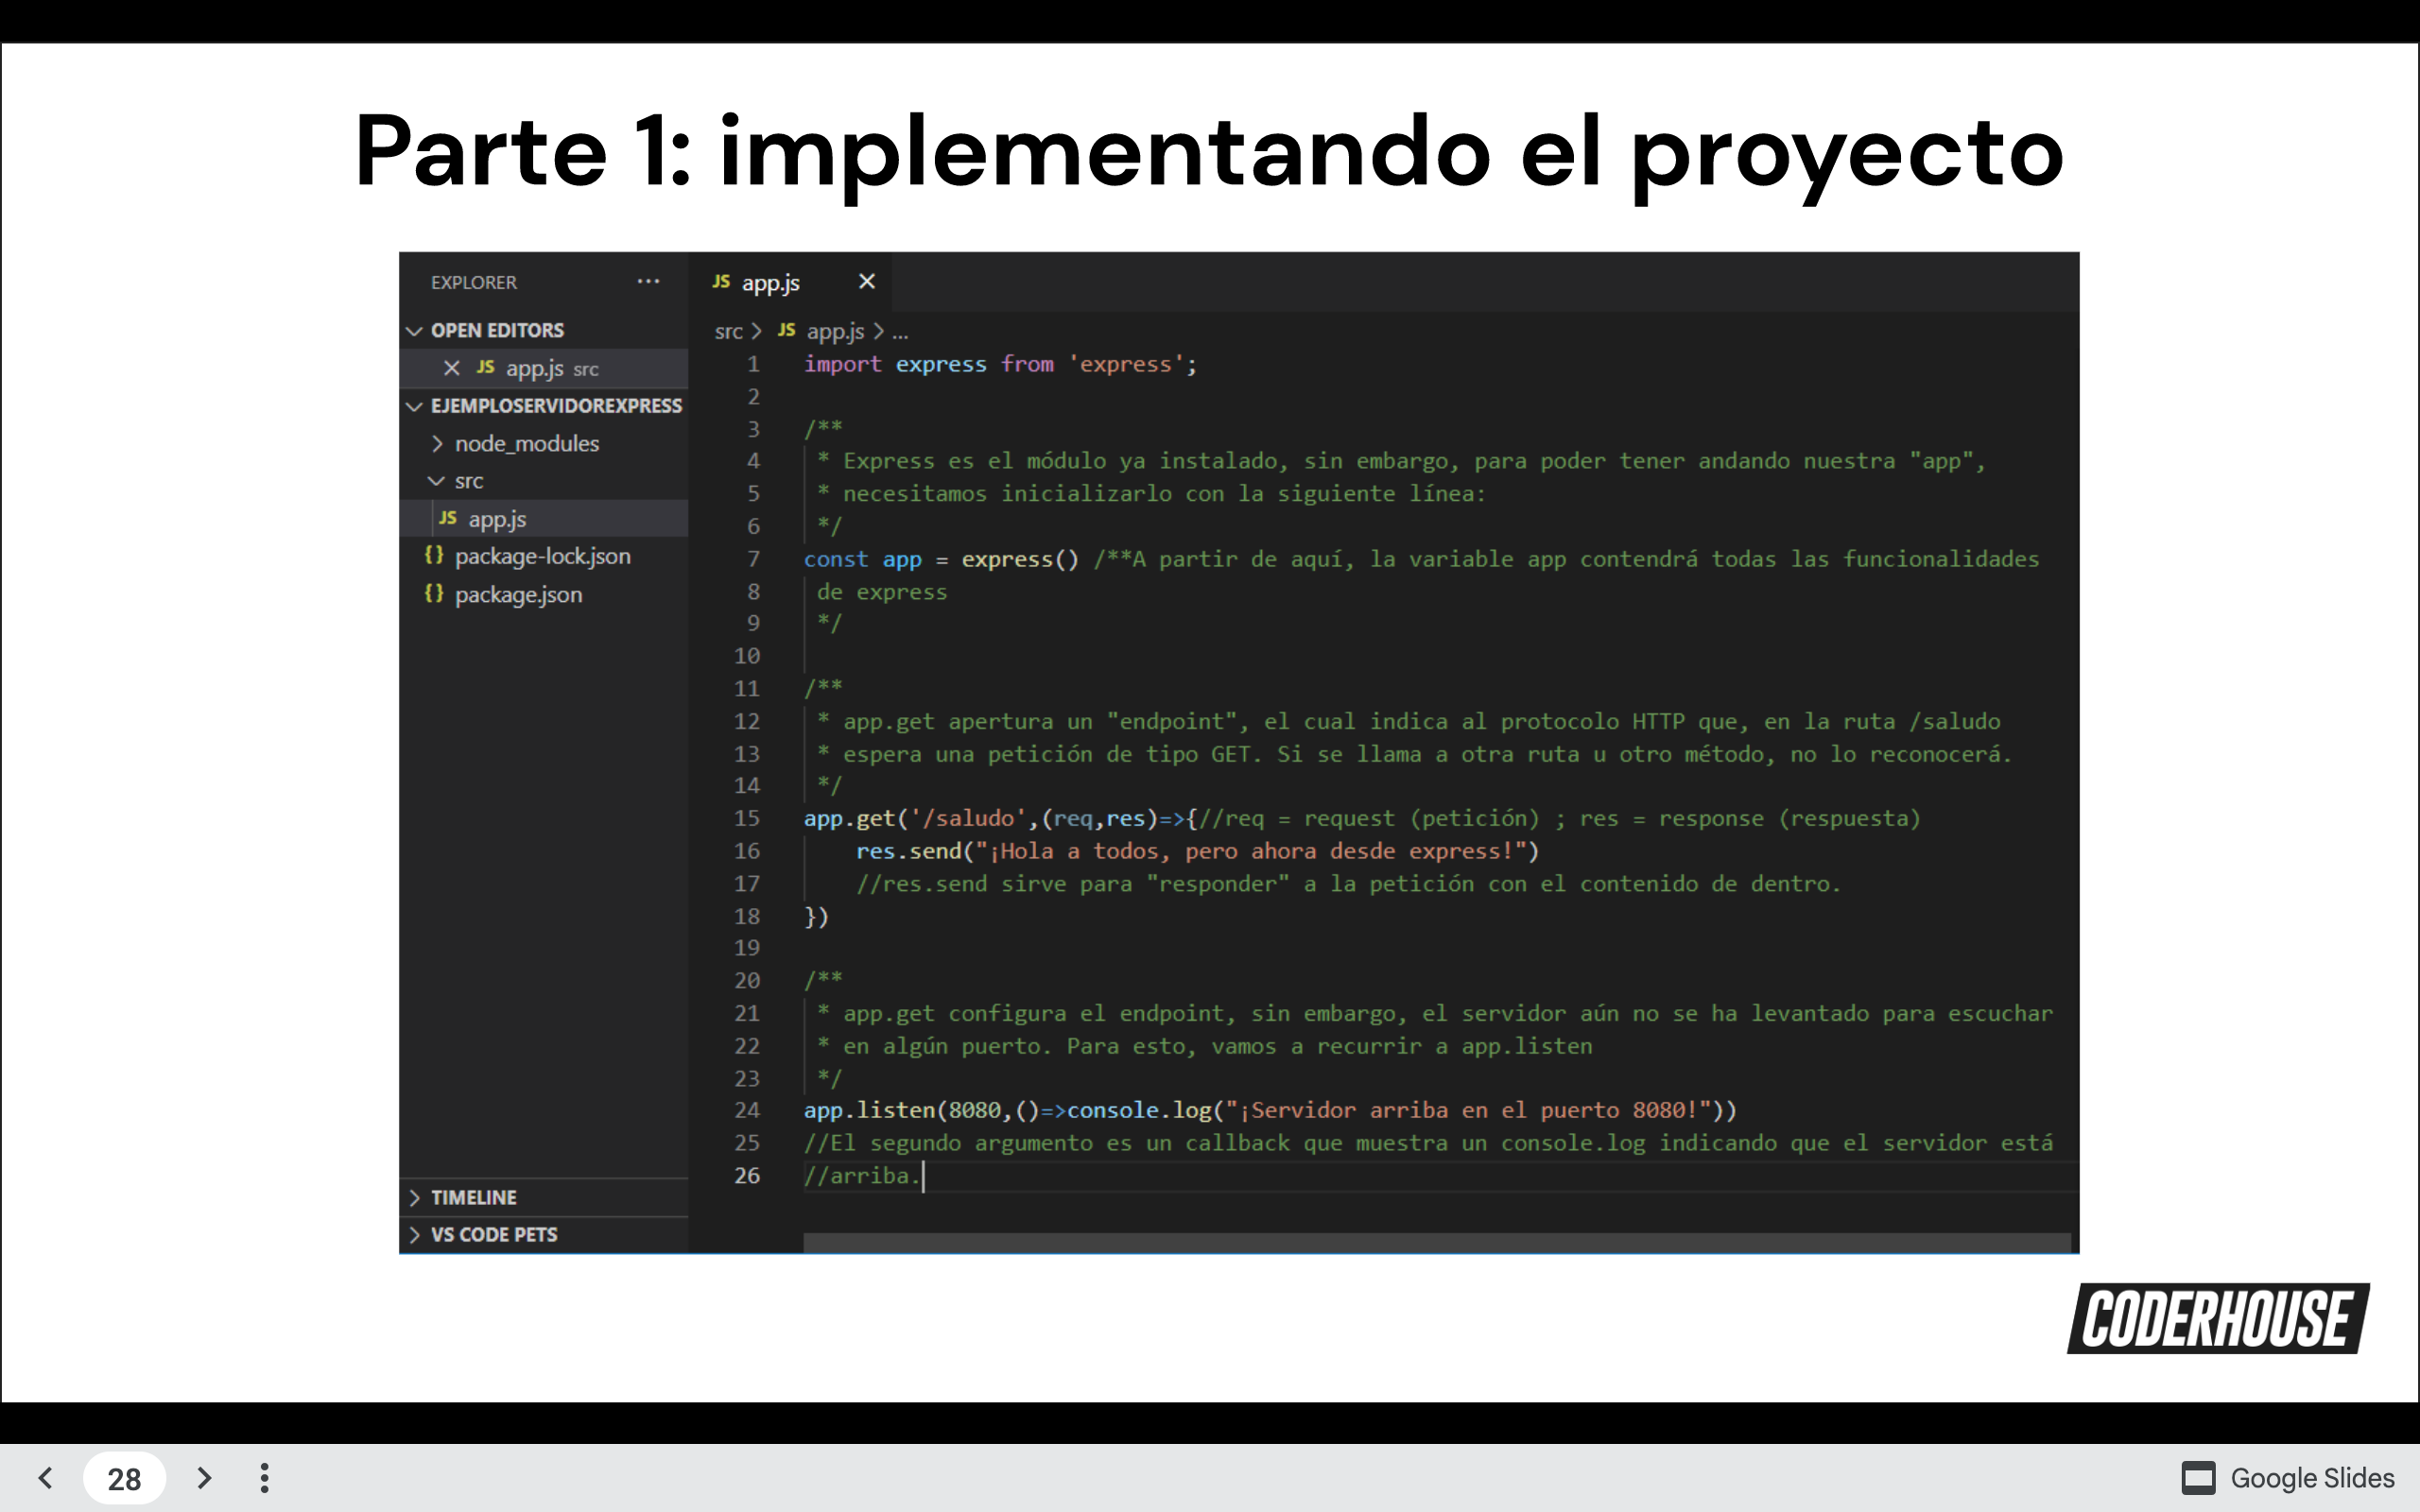 Parte 1: implementando el proyecto
EXPLORER ...
OPEN EDITORS
JS app.js src
EJEMPLOSERVIDOREXPRESS
node_modules
src
JS app.js
{} package-lock.json
{} package.json
TIMELINE
VS CODE PETS
JS app.js
src > JS app.js > ...
1 import express from 'express';
2
3 /**
4 * Express es el módulo ya instalado, sin embargo, para poder tener andando nuestra "app",
5 * necesitamos inicializarlo con la siguiente línea:
6 */
7 const app = express() /**A partir de aquí, la variable app contendrá todas las funcionalidades
8 de express
9 */
10
11 /**
12 * app.get apertura un "endpoint", el cual indica al protocolo HTTP que, en la ruta /saludo
13 * espera una petición de tipo GET. Si se llama a otra ruta u otro método, no lo reconocerá.
14 */
15 app.get('/saludo',(req,res)=>{//req = request (petición) ; res = response (respuesta)
16 res.send("¡Hola a todos, pero ahora desde express!")
17 //res.send sirve para "responder" a la petición con el contenido de dentro.
18 })
19
20 /**
21 * app.get configura el endpoint, sin embargo, el servidor aún no se ha levantado para escuchar
22 * en algún puerto. Para esto, vamos a recurrir a app.listen
23 */
24 app.listen(8080,()=>console.log("¡Servidor arriba en el puerto 8080!"))
25 //El segundo argumento es un callback que muestra un console.log indicando que el servidor está
26 //arriba.
CODERHOUSE
28
Google Slides